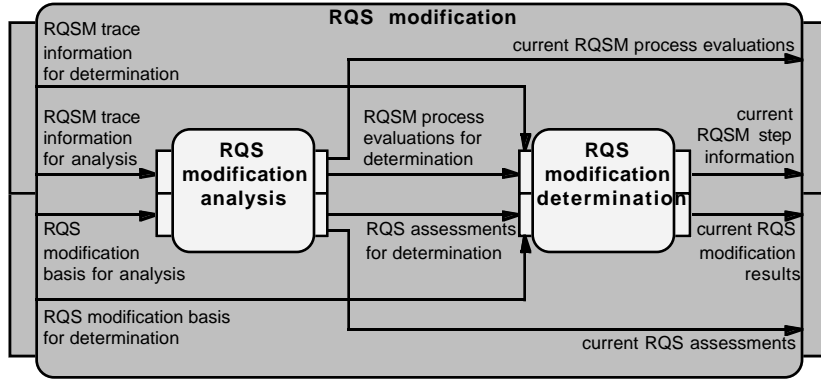 RQS modification
RQSM trace
information
for determination
current RQSM process evaluations
RQSM trace
information
for analysis
RQS
modification
analysis
RQSM process
evaluations for
determination
RQS
modification
determination
current
RQSM step
information
RQS
modification
basis for analysis
RQS assessments
for determination
current RQS
modification
results
RQS modification basis
for determination
current RQS assessments